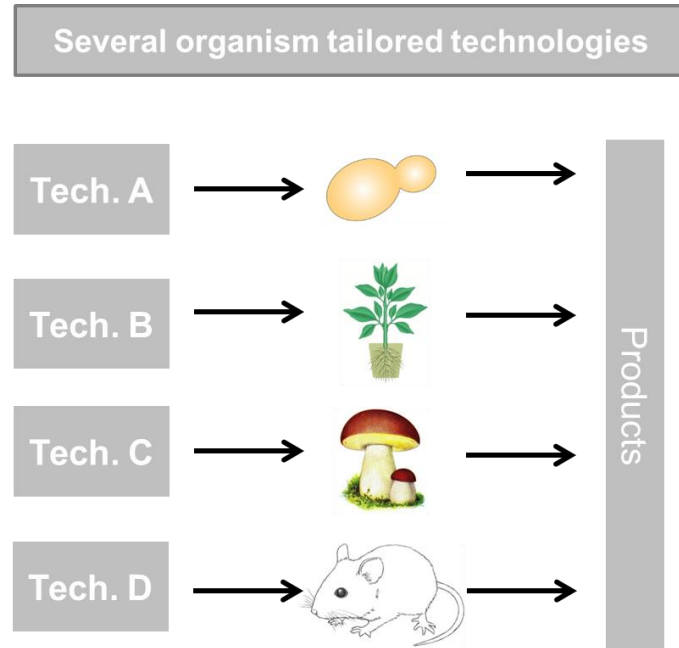 Several organism tailored technologies
Tech. A
Tech. B
Tech. C
Tech. D
Products